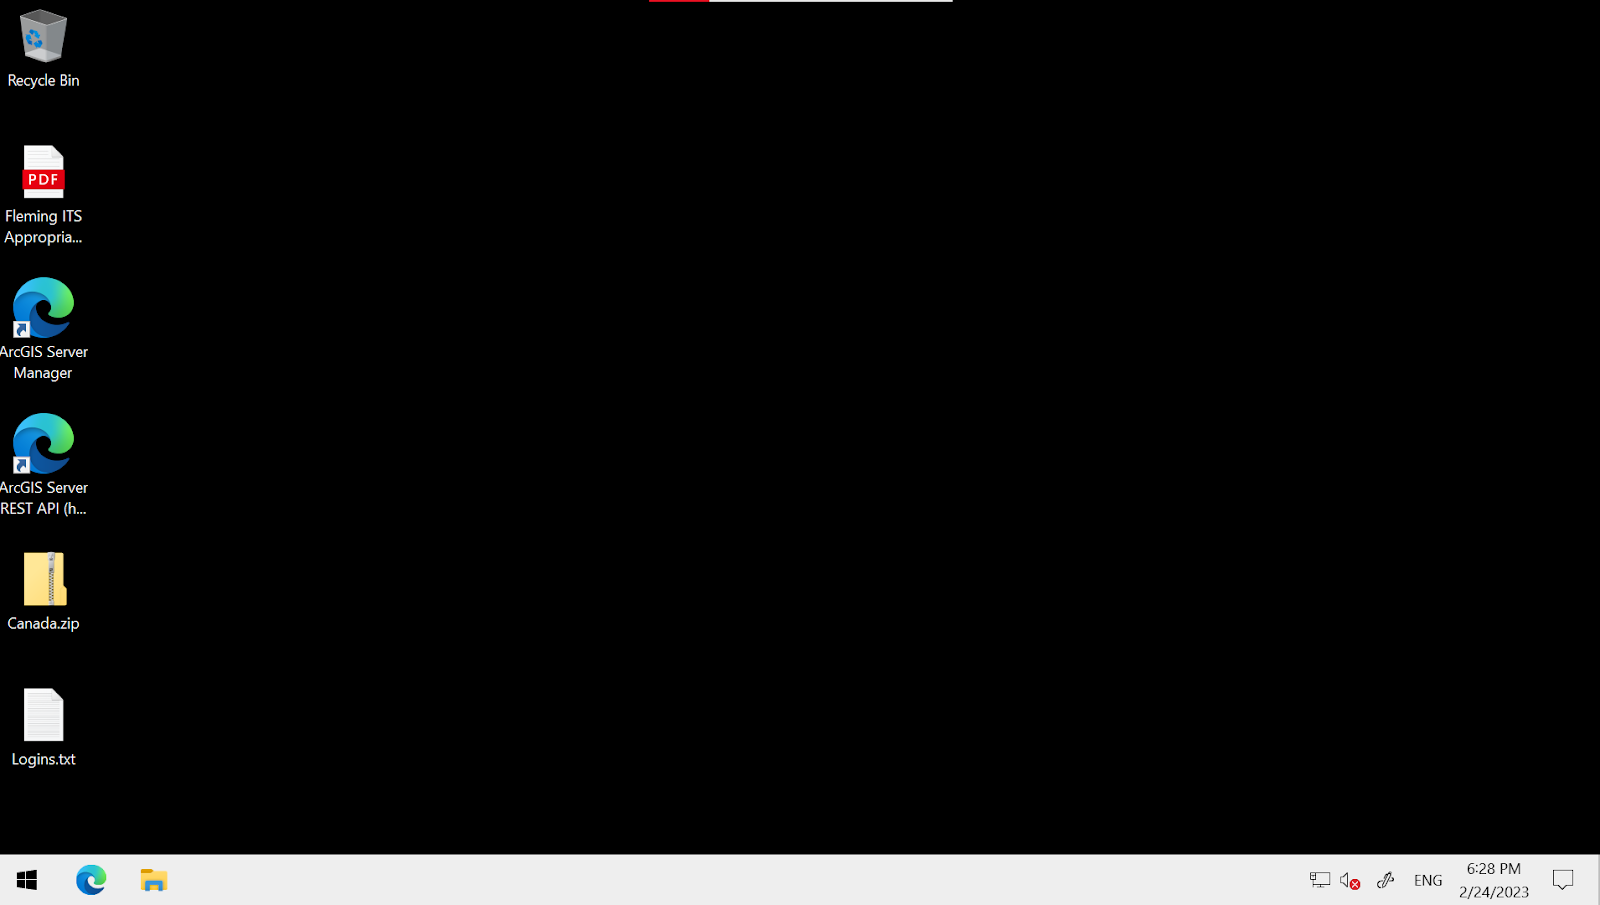 Recycle Bin
PDF
Fleming ITS
Appropria...
ArcGIS Server
Manager
ArcGIS Server
REST API (h...
Canada.zip
Logins.txt
ENG
6:28 PM
2/24/2023